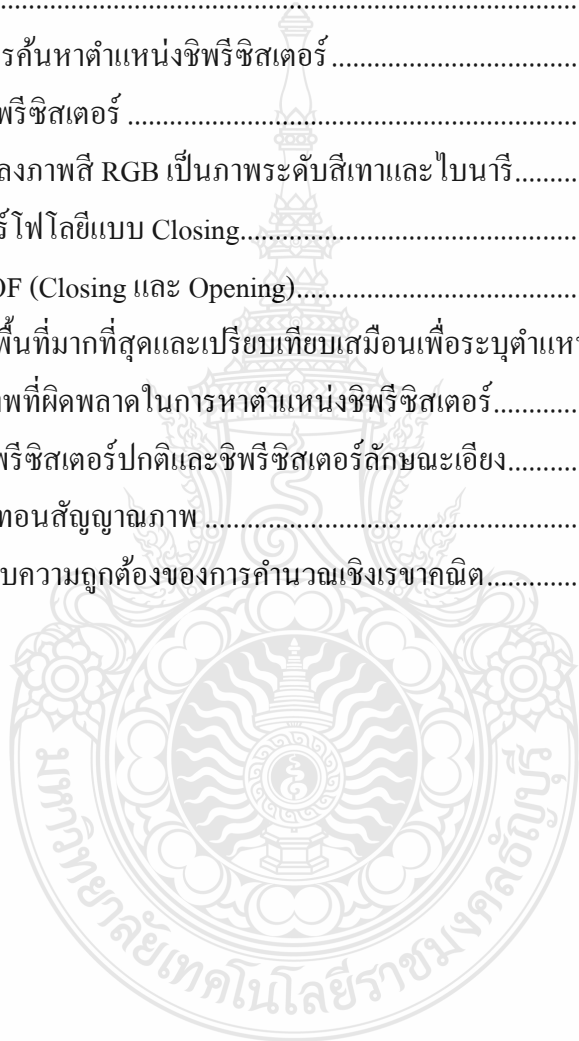 ................................................................
รค้นหาตำแหน่งชิพรีซิสเตอร์................................
พรีซิสเตอร์................................................................
ลงภาพสี RGB เป็นภาพระดับสีเทาและไบนารี.........
ร์โฟโลยีแบบ Closing................................................
OF (Closing และ Opening)........................................
พื้นที่มากที่สุดและเปรียบเทียบเสมือนเพื่อระบุตำแห
าพที่ผิดพลาดในการหาตำแหน่งชิพรีซิสเตอร์............
พรีซิสเตอร์ปกติและชิพรีซิสเตอร์ลักษณะเอียง..........
ทอนสัญญาณภาพ................................................
บความถูกต้องของการคำนวณเชิงเรขาคณิต.............
มหาวิทยาลัยเทคโนโลยีราชมงคลธัญบุรี